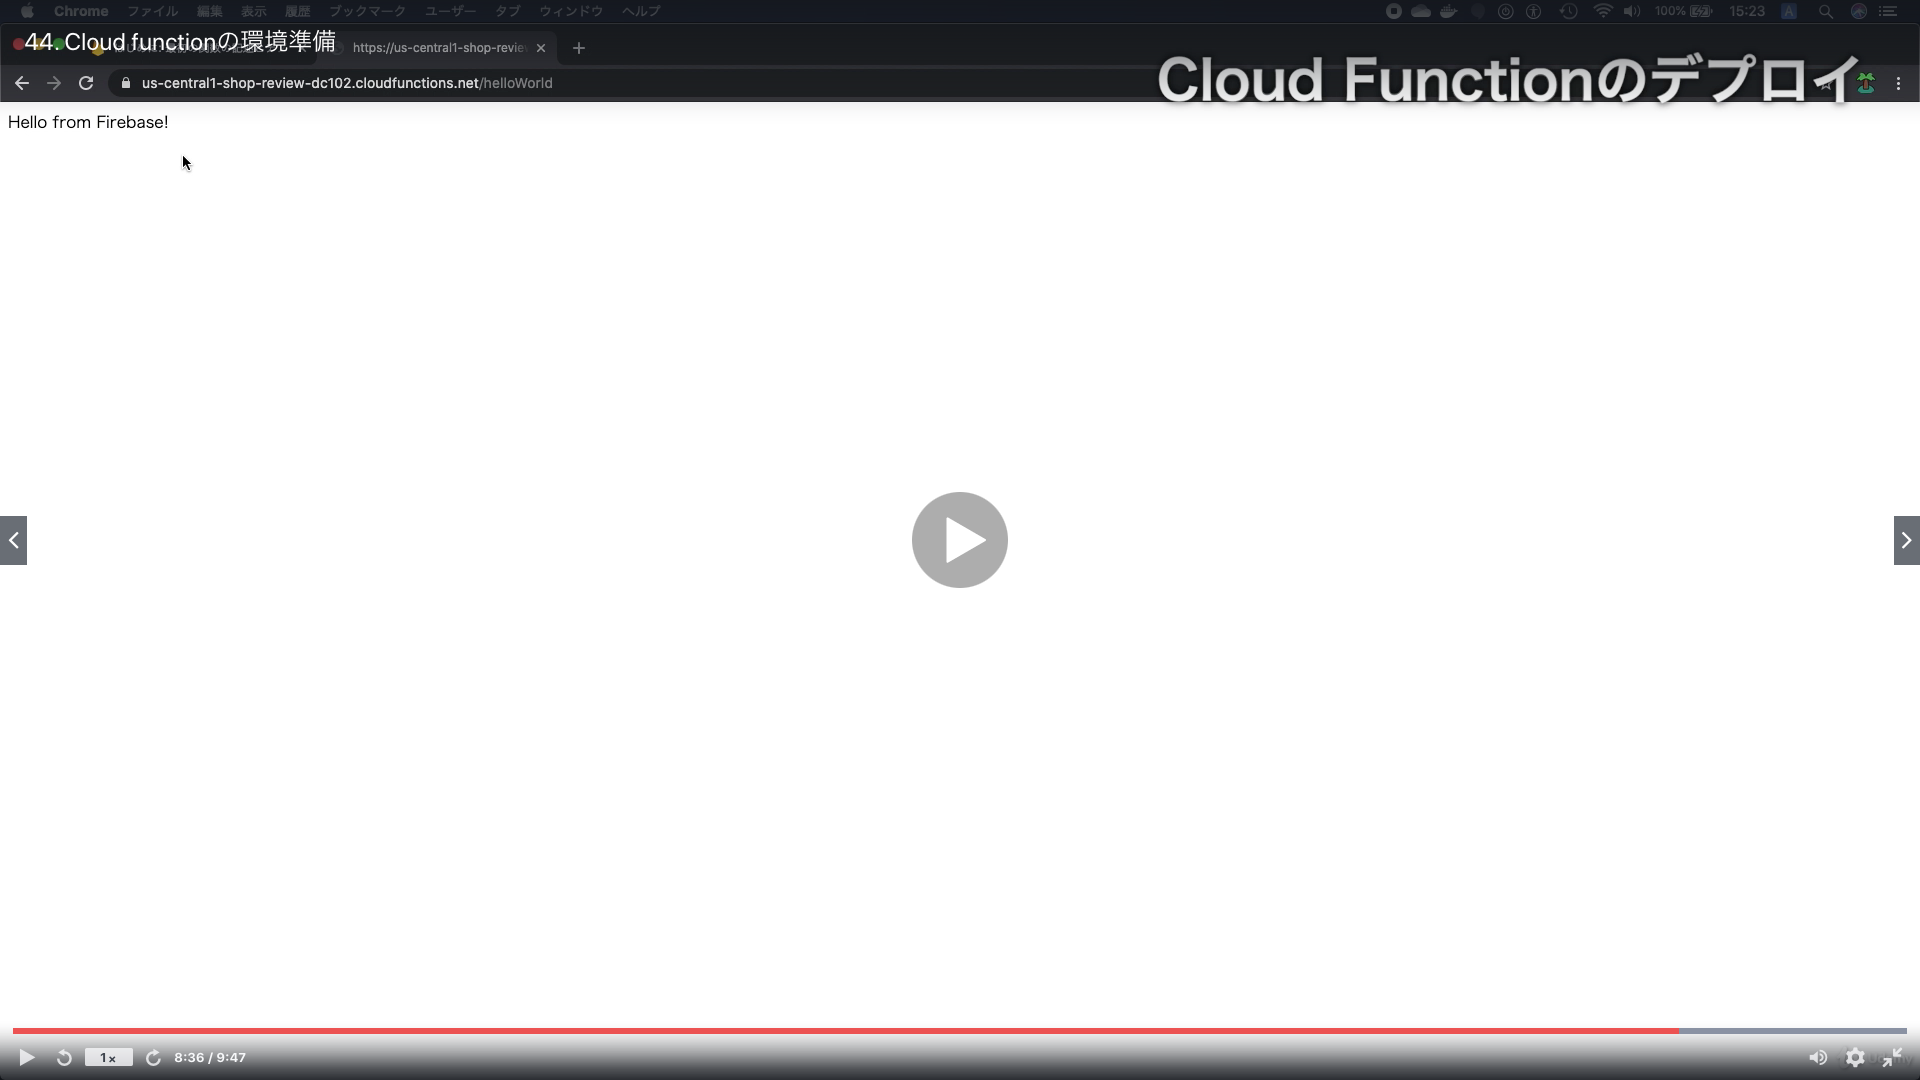 Chrome ファイル 編集 表示 履歴 ブックマーク ユーザー タブ ウィンドウ ヘルプ 100% 15:23 A
44. Cloud functionの環境準備
https://us-central1-shop-revie
Cloud Functionのデプロイ
us-central1-shop-review-dc102.cloudfunctions.net/helloWorld
Hello from Firebase!
1x 8:36 / 9:47